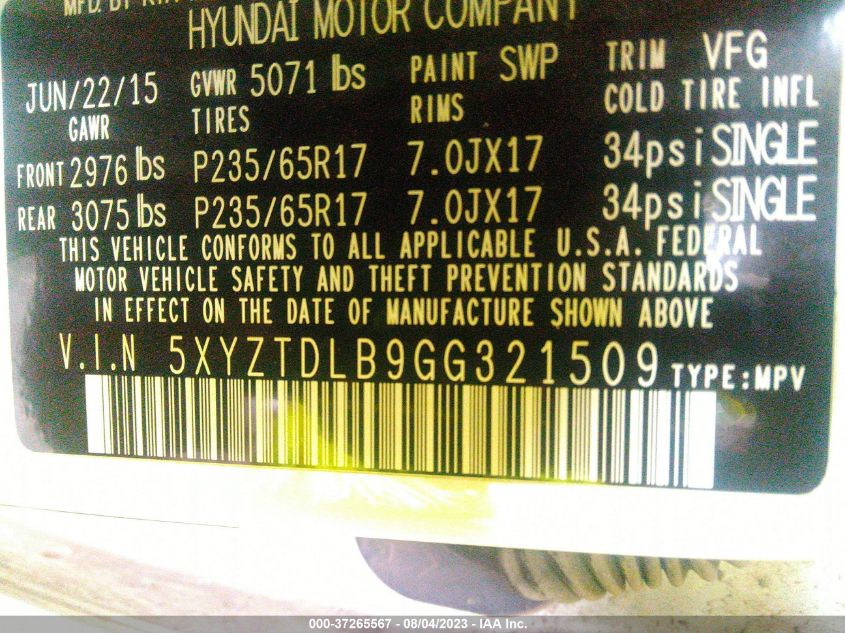 MFD. BY KIA
HYUNDAI MOTOR COMPANY
JUN/22/15 GVWR 5071 lbs PAINT SWP TRIM VFG
GAWR TIRES RIMS COLD TIRE INFL
FRONT 2976 lbs P235/65R17 7.0JX17 34psi SINGLE
REAR 3075 lbs P235/65R17 7.0JX17 34psi SINGLE
THIS VEHICLE CONFORMS TO ALL APPLICABLE U.S.A. FEDERAL
MOTOR VEHICLE SAFETY AND THEFT PREVENTION STANDARDS
IN EFFECT ON THE DATE OF MANUFACTURE SHOWN ABOVE
V.I.N 5XYZTDLB9GG321509 TYPE:MPV
000-37265567 - 08/04/2023 - IAA Inc.